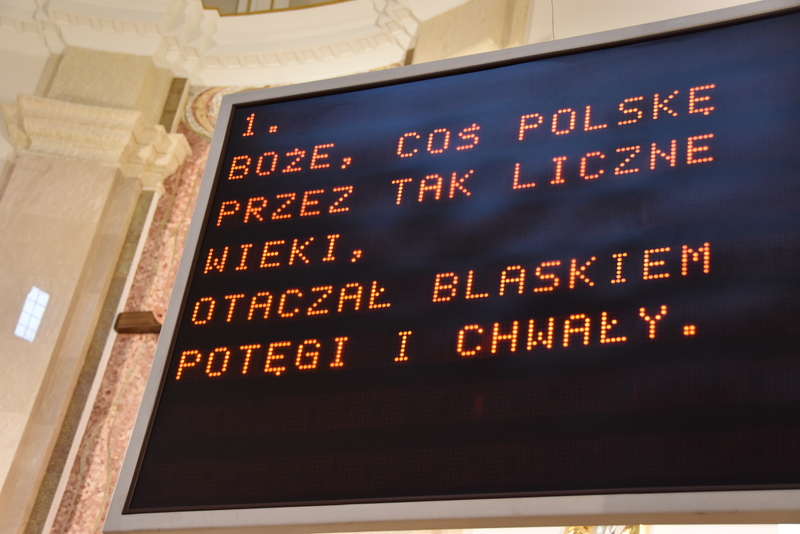 1.
BOŻE, COŚ POLSKĘ
PRZEZ TAK LICZNE
WIEKI,
OTACZAŁ BLASKIEM
POTĘGI I CHWAŁY.